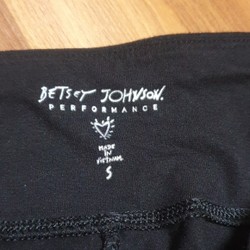 BETSEY JOHNSON.
PERFORMANCE
MADE
IN
VIETNAM
S